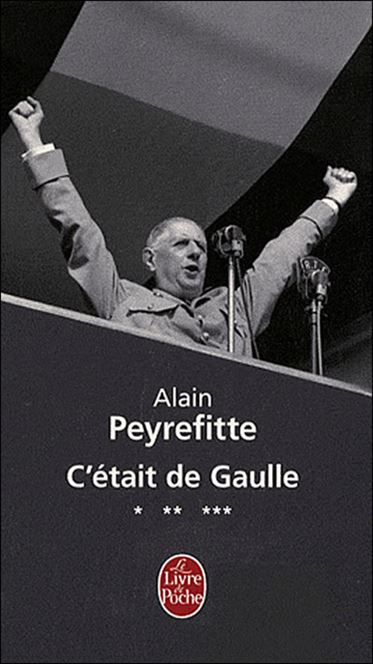 Alain
Peyrefitte
C'était de Gaulle
* ** ***
Le
Livre
de
Poche